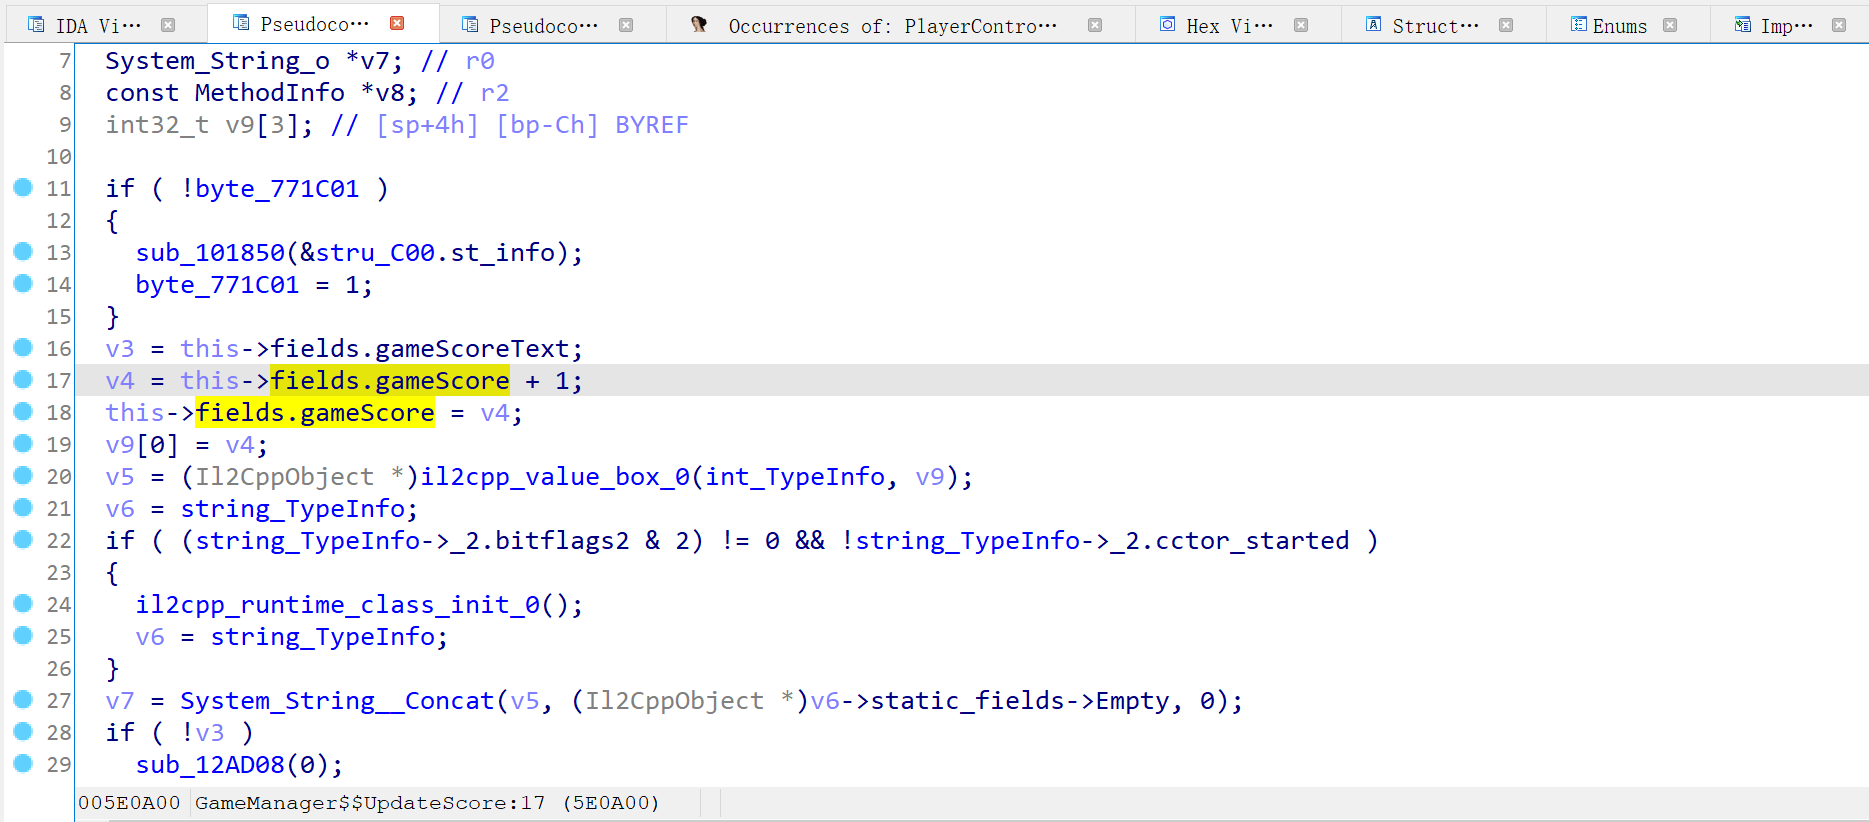 IDA Vi··· Pseudoco··· Pseudoco··· Occurrences of: PlayerContro··· Hex Vi··· Struct··· Enums Imp···
7 System_String_o *v7; // r0
8 const MethodInfo *v8; // r2
9 int32_t v9[3]; // [sp+4h] [bp-Ch] BYREF
10
11 if ( !byte_771C01 )
12 {
13 sub_101850(&stru_C00.st_info);
14 byte_771C01 = 1;
15 }
16 v3 = this->fields.gameScoreText;
17 v4 = this->fields.gameScore + 1;
18 this->fields.gameScore = v4;
19 v9[0] = v4;
20 v5 = (Il2CppObject *)il2cpp_value_box_0(int_TypeInfo, v9);
21 v6 = string_TypeInfo;
22 if ( (string_TypeInfo->_2.bitflags2 & 2) != 0 && !string_TypeInfo->_2.cctor_started )
23 {
24 il2cpp_runtime_class_init_0();
25 v6 = string_TypeInfo;
26 }
27 v7 = System_String__Concat(v5, (Il2CppObject *)v6->static_fields->Empty, 0);
28 if ( !v3 )
29 sub_12AD08(0);
005E0A00 GameManager$$UpdateScore:17 (5E0A00)